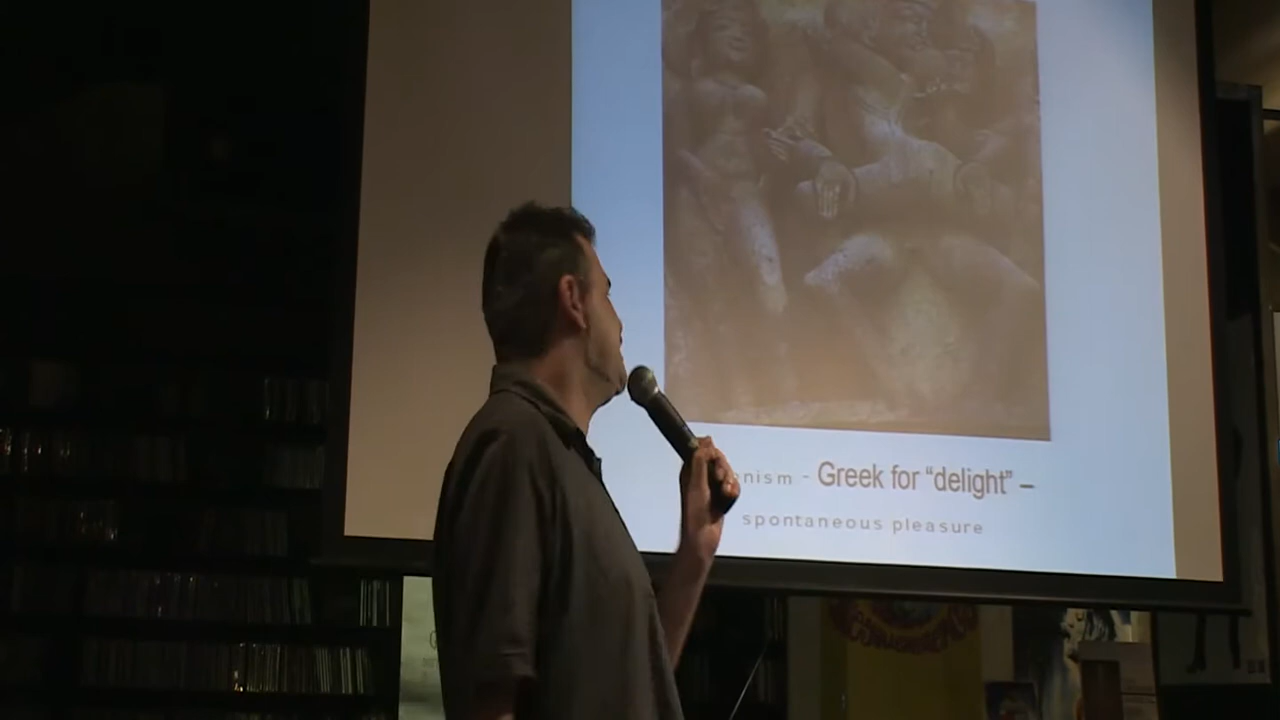 nism - Greek for “delight” –
spontaneous pleasure